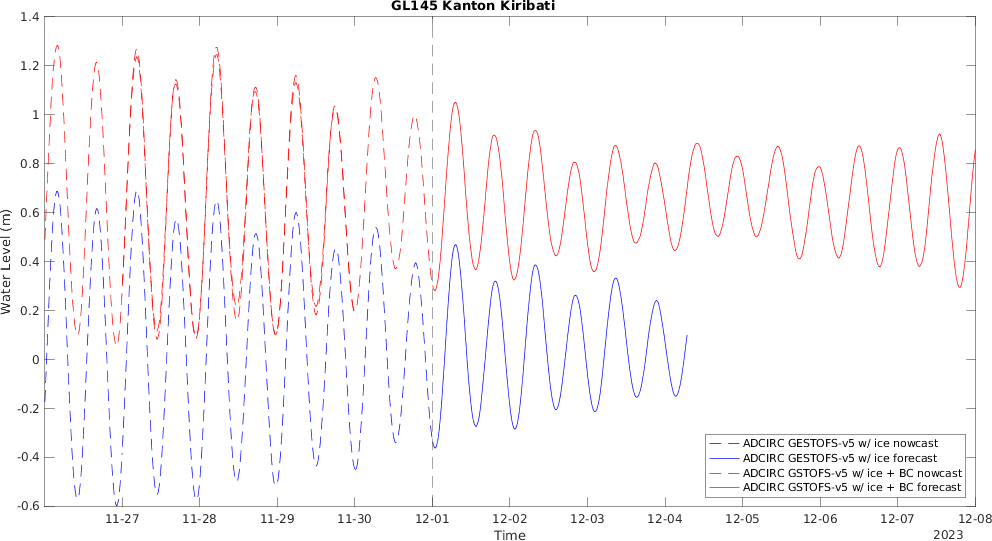 GL145 Kanton Kiribati
1.4
1.2
1
0.8
0.6
0.4
0.2
0
-0.2
-0.4
-0.6
Water Level (m)
11-27 11-28 11-29 11-30 12-01 12-02 12-03 12-04 12-05 12-06 12-07 12-08
Time
2023
ADCIRC GESTOFS-v5 w/ ice nowcast
ADCIRC GESTOFS-v5 w/ ice forecast
ADCIRC GSTOFS-v5 w/ ice + BC nowcast
ADCIRC GSTOFS-v5 w/ ice + BC forecast